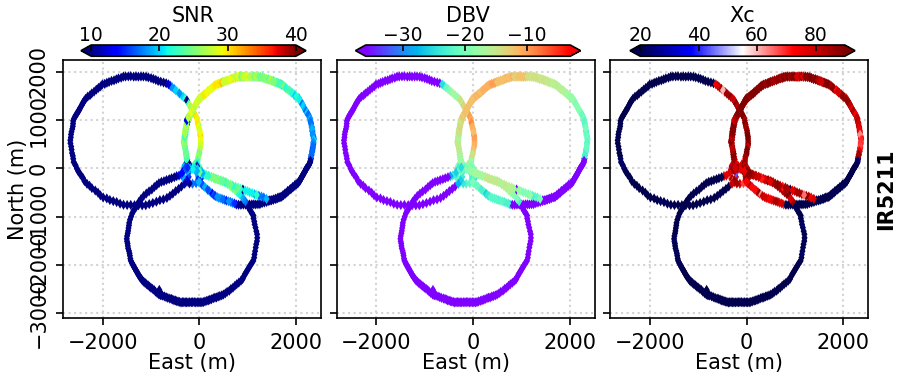 SNR DBV Xc
10 20 30 40 −30 −20 −10 20 40 60 80
2000
1000
0
−1000
−2000
−3000
North (m)
IR5211
−2000 0 2000 −2000 0 2000 −2000 0 2000
East (m) East (m) East (m)